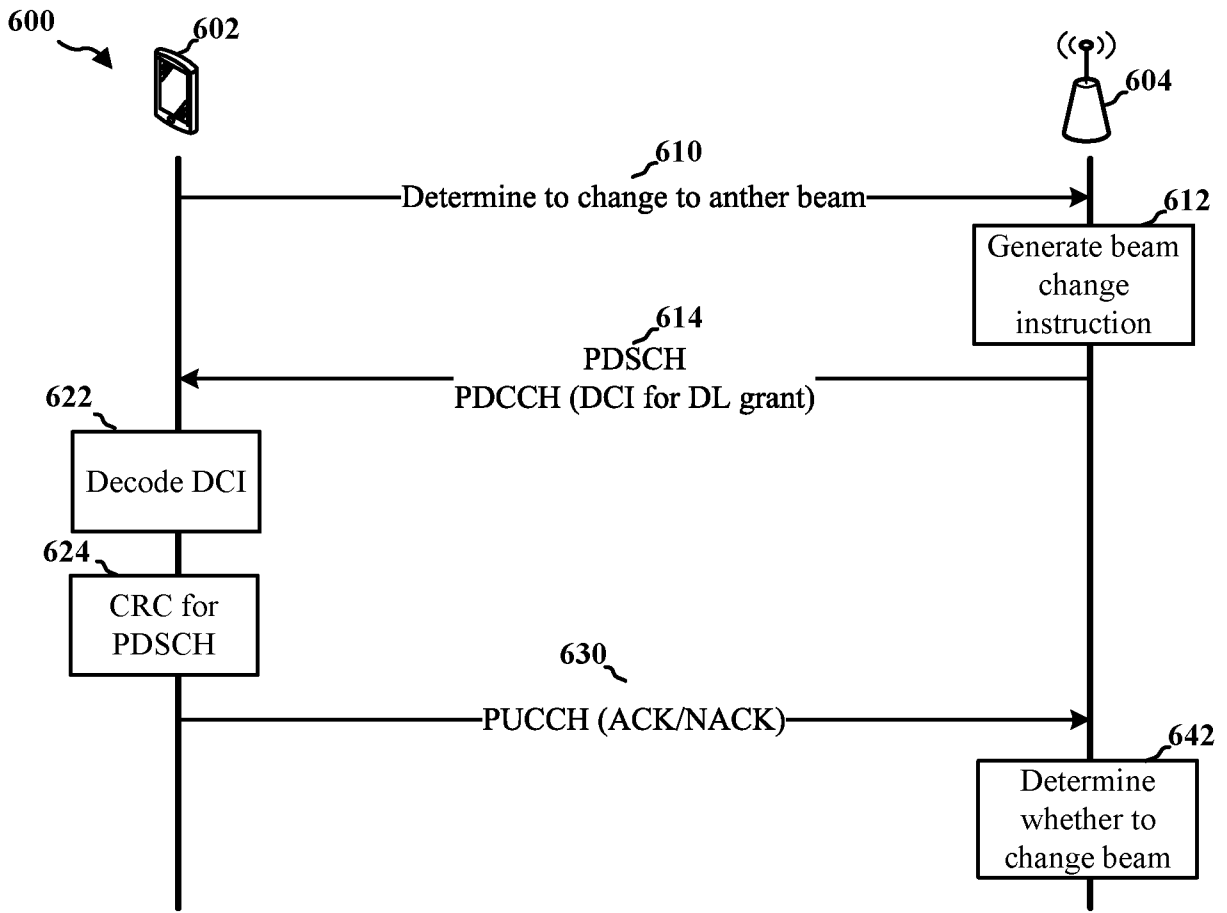 600
602
604
610
Determine to change to anther beam
612
Generate beam
change
instruction
614
PDSCH
PDCCH (DCI for DL grant)
622
Decode DCI
624
CRC for
PDSCH
630
PUCCH (ACK/NACK)
642
Determine
whether to
change beam